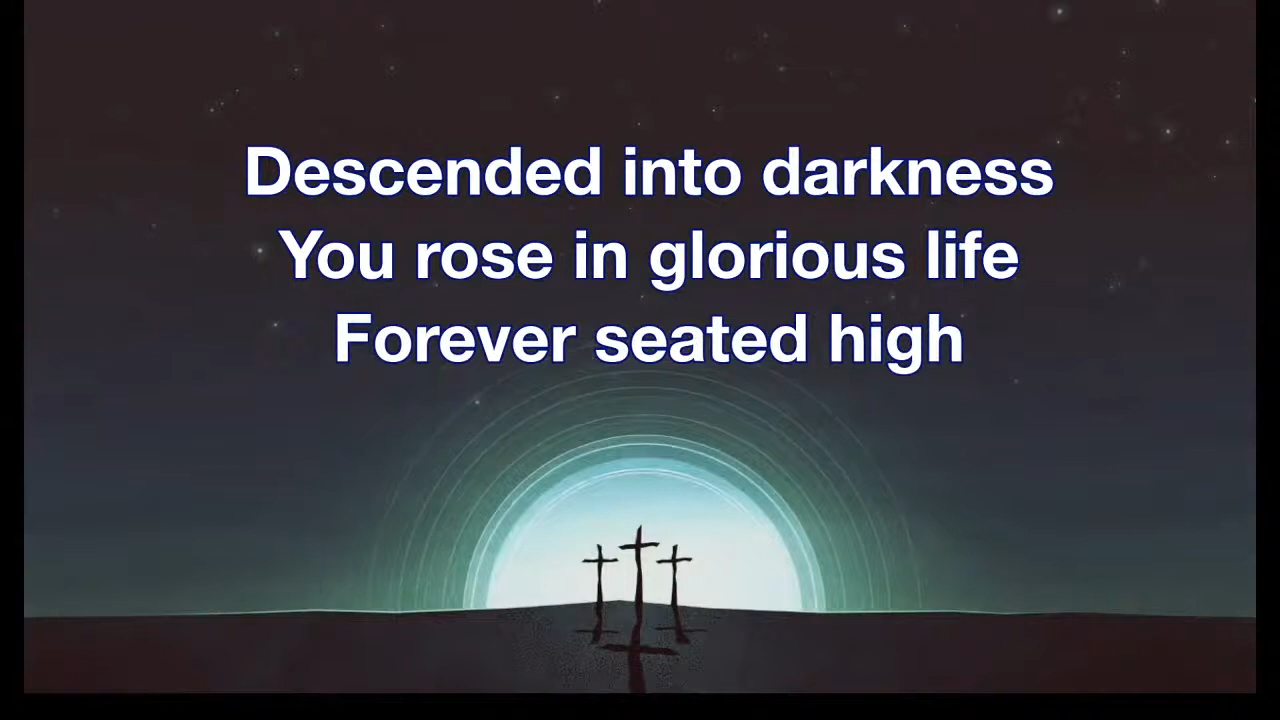 Descended into darkness
You rose in glorious life
Forever seated high